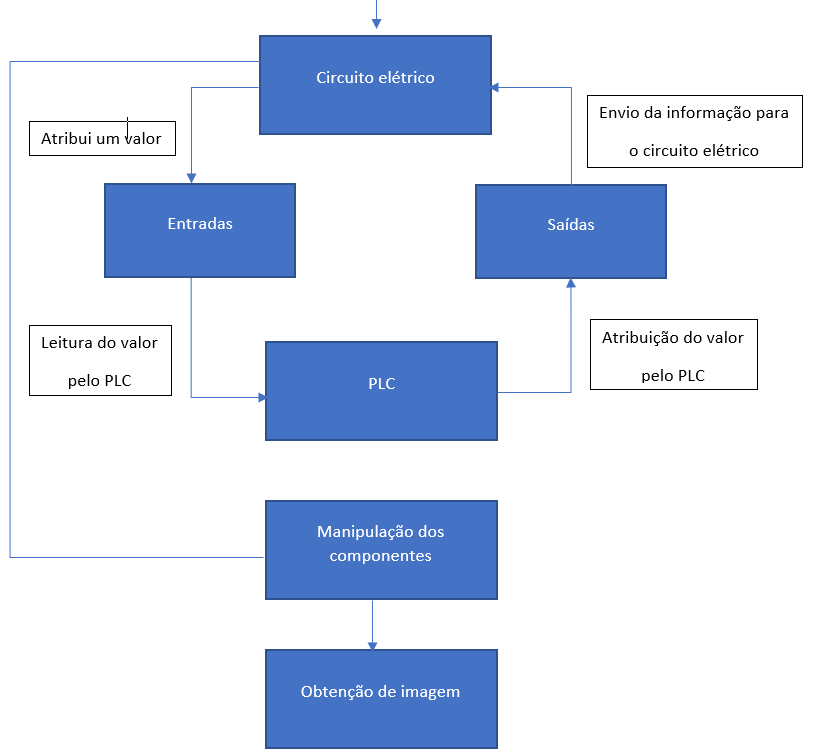 Circuito elétrico
Envio da informação para
o circuito elétrico
Atribui um valor
Entradas
Saídas
Leitura do valor
pelo PLC
Atribuição do valor
pelo PLC
PLC
Manipulação dos
componentes
Obtenção de imagem